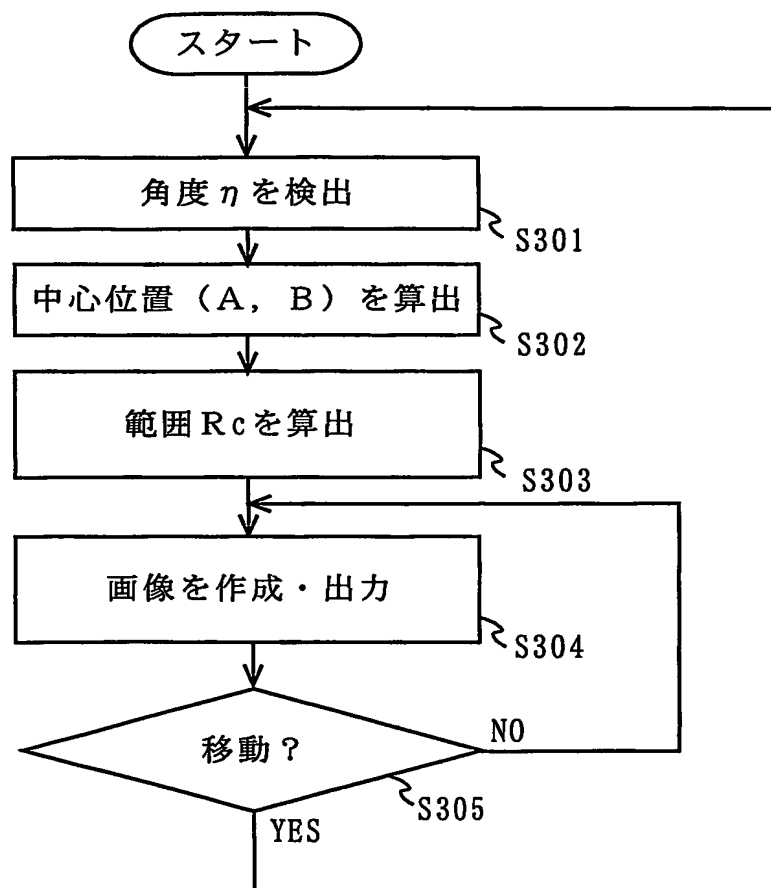 スタート
角度ηを検出
S301
中心位置（A，B）を算出
S302
範囲Rcを算出
S303
画像を作成・出力
S304
移動？
NO
S305
YES